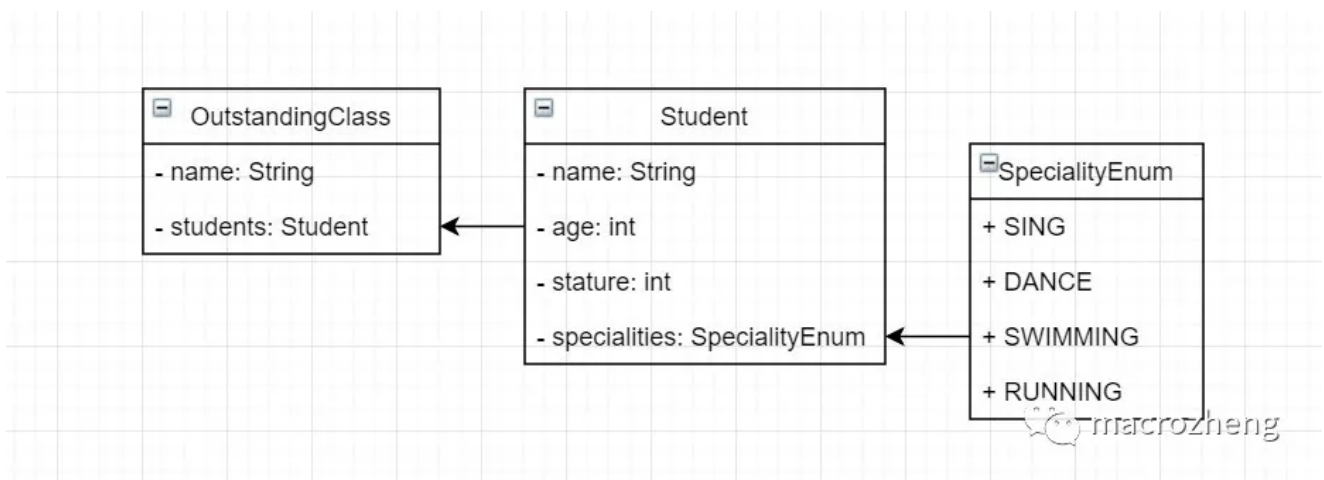 OutstandingClass
- name: String
- students: Student
Student
- name: String
- age: int
- stature: int
- specialities: SpecialityEnum
SpecialityEnum
+ SING
+ DANCE
+ SWIMMING
+ RUNNING
macrozheng